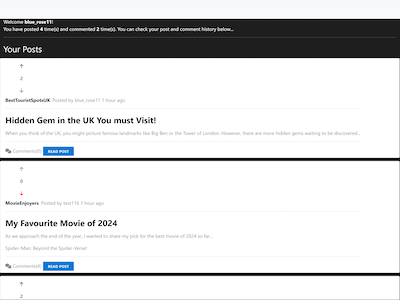 Welcome blue_rose11!
You have posted 4 time(s) and commented 2 time(s). You can check your post and comment history below...
Your Posts
2
BestTouristSpotsUK Posted by blue_rose11 1 hour ago
Hidden Gem in the UK You must Visit!
When you think of the UK, you might picture famous landmarks like Big Ben or the Tower of London. However, there are more hidden gems waiting to be discovered...
Comments(0) READ POST
0
MovieEnjoyers Posted by test116 1 hour ago
My Favourite Movie of 2024
As we approach the end of the year, I wanted to share my pick for the best movie of 2024 so far...
Spider-Man: Beyond the Spider-Verse!
Comments(4) READ POST
2